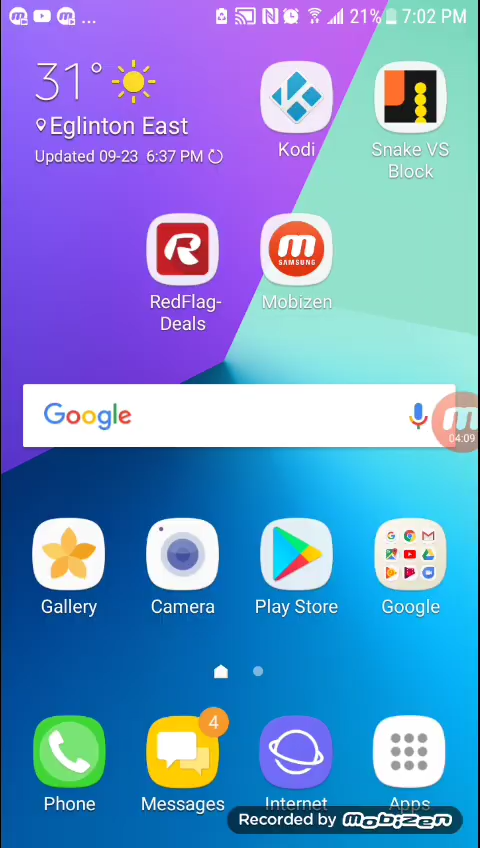 ... 21% 7:02 PM
31°
Eglinton East
Updated 09-23 6:37 PM
Kodi
Snake VS
Block
SAMSUNG
RedFlag-
Deals
Mobizen
Google
04:09
Gallery
Camera
Play Store
Google
4
Phone
Messages
Internet
Apps
Recorded by Mobizen